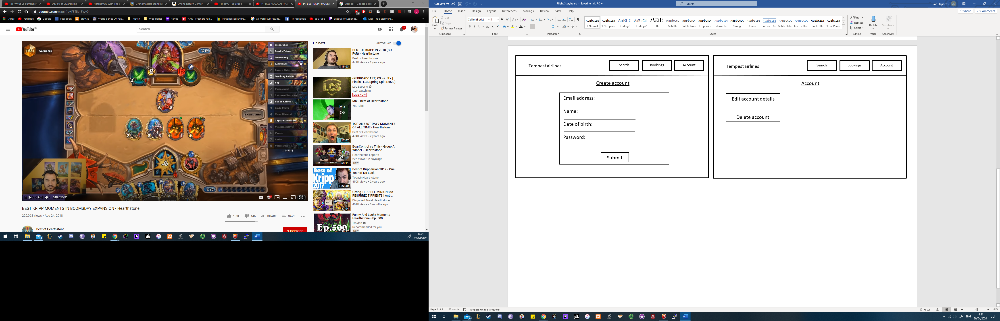 (4) Ryvius vs Surrender
Day 69 of Quarantine
HotshotGG With The B
Grandmasters Standing
Online Return Center
(4) day9 - YouTube
(4) (REBROADCAST) C9
(4) BEST KRIPP MOME
web api - Google Sear
youtube.com/watch?v=F3Tijb_SWy0
Apps
YouTube
Google
Facebook
draw.io
World Series Of Pok...
Match
Web pages
Yahoo
FIXR - Freshers Full...
Personalised Engra...
all word cup results...
(1) Facebook
YouTube
League of Legends...
Mail - Joe Stephens...
YouTube GB
Search
4
1681 Avengers
5/10
0 Preparation
1 Deadly Poison
1 Doomerang
1 Kingsbane
2 Cavern Shinyfinder
2 Leeching Poison
2 Sap 2
2 Toxicologist
3 Cutthroat Buccaneer
3 Fan of Knives
4 Blade Flurry
4 Elven Minstrel
5 Captain Greenskin
5 Vilespine Slayer
6 Vanish
7 Sprint
9 Valeera the Hollow
1-1 (50%)
ENEMY TURN
1/10
7:40 / 15:31
BEST KRIPP MOMENTS IN BOOMSDAY EXPANSION - Hearthstone
220,063 views • Aug 24, 2018
1.8K
146
SHARE
SAVE
Best of Hearthstone
SUBSCRIBE
Up next
AUTOPLAY
BEST OF KRIPP IN 2018 (SO
FAR) - Hearthstone
Best of Hearthstone
442K views • 2 years ago
15:03
(REBROADCAST) C9 vs. FLY |
Finals | LCS Spring Split (2020)
LoL Esports
1.9K watching
LIVE NOW
LCS
Mix - Best of Hearthstone
YouTube
Mix
TOP 25 BEST DAY9 MOMENTS
OF ALL TIME - Hearthstone
Best of Hearthstone
474K views • 2 years ago
17:07
BoarControl vs Thijs - Group A
Winner - Hearthstone...
Hearthstone Esports
22K views • 2 days ago
New
53:11
Best of Kripparrian 2017 - One
Year of No Luck
TodayInHearthstone
450K views • 2 years ago
Best of
Kripp
2017
1:22:30
Giving TERRIBLE MINIONS to
RESURRECT PRIESTS | Anti...
Disguised Toast Hearthstone
402K views • 3 months ago
37:04
Funny And Lucky Moments -
Hearthstone - Ep. 500
Trolden
Recommended for you
New
Ep.500
30:27
19:41
20/04/2020
AutoSave Off
Flight Storyboard - Saved to this PC
Search
Joe Stephens JS
File
Home
Insert
Design
Layout
References
Mailings
Review
View
Help
Share
Comments
Paste
Cut
Copy
Format Painter
Clipboard
Calibri (Body)
11
Font
Paragraph
AaBbCcDc ¶ Normal
AaBbCcDc ¶ No Spac...
AaBbC Heading 1
AaBbCcI Heading 2
AaB Title
AaBbCcD Subtitle
AaBbCcDc Subtle Em...
AaBbCcDc Emphasis
AaBbCcDc Intense E...
AaBbCcDc Strong
AaBbCcDc Quote
AaBbCcDc Intense Q...
AaBbCcDc Subtle Ref...
AaBbCcDc Intense Re...
AaBbCcDc Book Title
AaBbCcDc ¶ List Para...
Styles
Find
Replace
Select
Editing
Dictate
Voice
Sensitivity
Sensitivity
Tempest airlines
Search
Bookings
Account
Create account
Email address:
Name:
Date of birth:
Password:
Submit
Tempest airlines
Search
Bookings
Account
Account
Edit account details
Delete account
Page 2 of 2
137 words
English (United Kingdom)
Focus
164%
ENG
19:41
20/04/2020